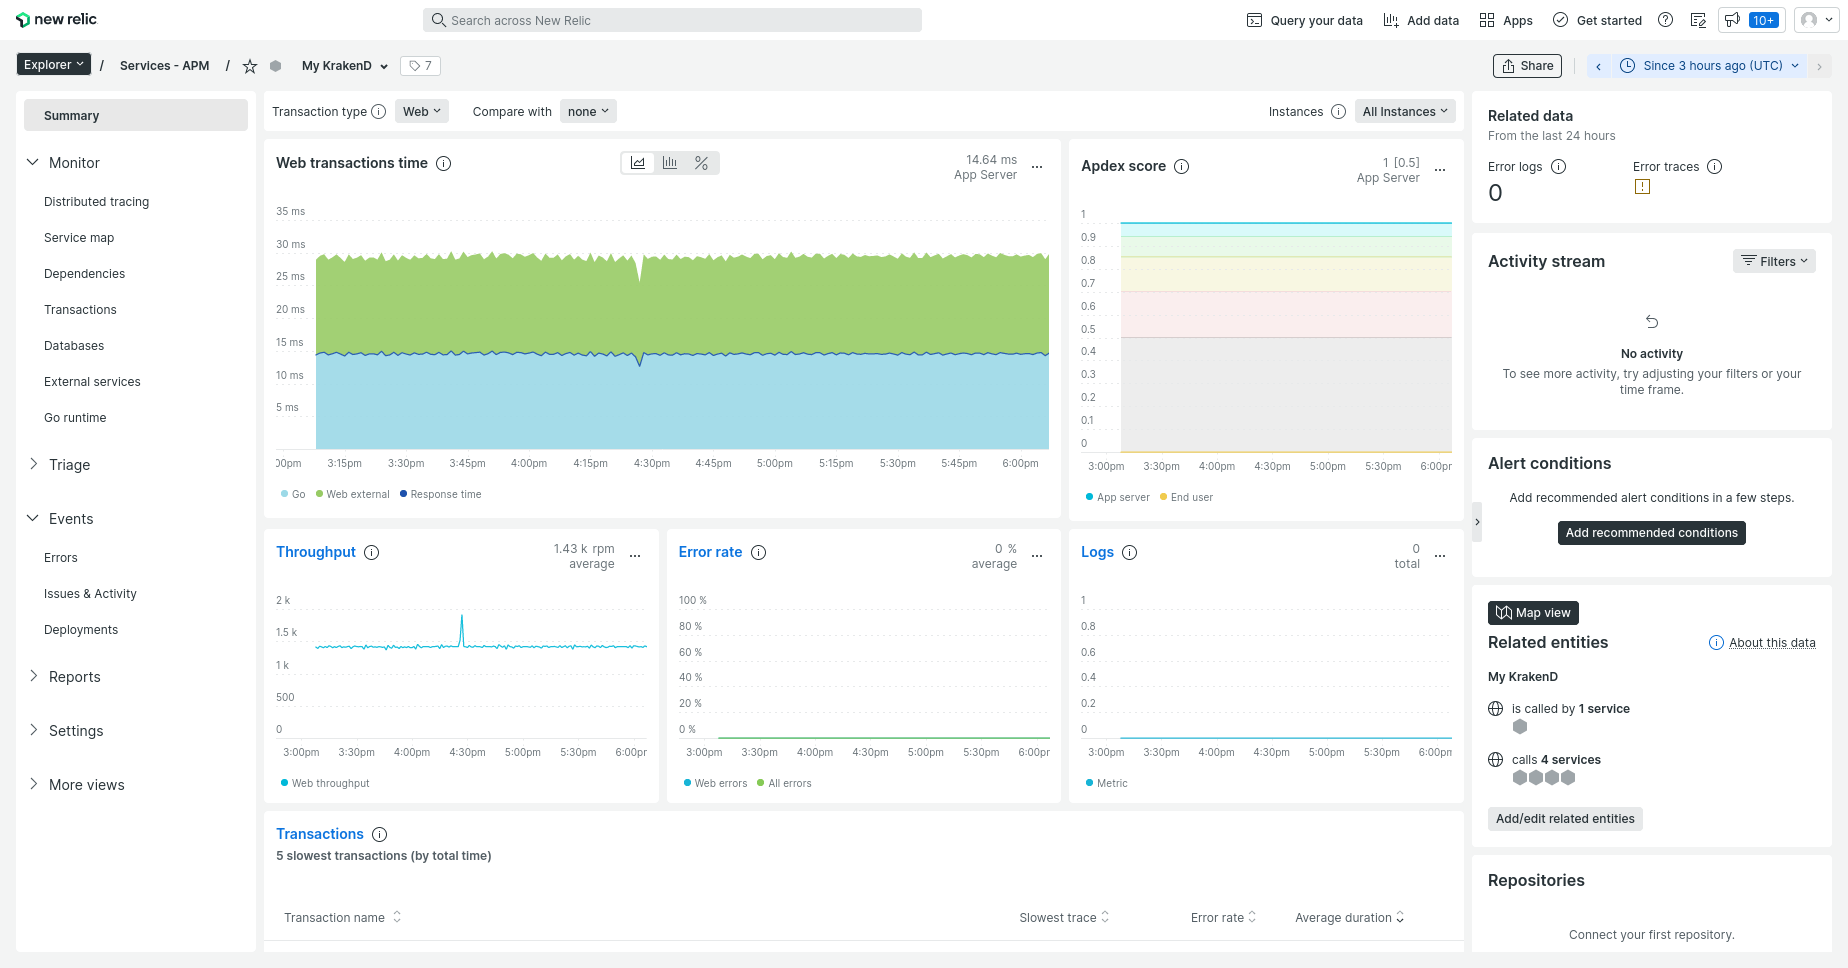 new relic
Search across New Relic
Query your data
Add data
Apps
Get started
10+
Explorer / Services - APM / My KrakenD 7
Share
Since 3 hours ago (UTC)
Summary
Monitor
Distributed tracing
Service map
Dependencies
Transactions
Databases
External services
Go runtime
Triage
Events
Errors
Issues & Activity
Deployments
Reports
Settings
More views
Transaction type Web Compare with none
Instances All Instances
Web transactions time
14.64 ms
App Server
35 ms
30 ms
25 ms
20 ms
15 ms
10 ms
5 ms
00pm 3:15pm 3:30pm 3:45pm 4:00pm 4:15pm 4:30pm 4:45pm 5:00pm 5:15pm 5:30pm 5:45pm 6:00pm
Go Web external Response time
Apdex score
1 [0.5]
App Server
1
0.9
0.8
0.7
0.6
0.5
0.4
0.3
0.2
0.1
0
3:00pm 3:30pm 4:00pm 4:30pm 5:00pm 5:30pm 6:00pr
App server End user
Throughput
1.43 k rpm
average
2 k
1.5 k
1 k
500
0
3:00pm 3:30pm 4:00pm 4:30pm 5:00pm 5:30pm 6:00pr
Web throughput
Error rate
0 %
average
100 %
80 %
60 %
40 %
20 %
0 %
3:00pm 3:30pm 4:00pm 4:30pm 5:00pm 5:30pm 6:00pr
Web errors All errors
Logs
0
total
1
0.8
0.6
0.4
0.2
0
3:00pm 3:30pm 4:00pm 4:30pm 5:00pm 5:30pm 6:00pm
Metric
Transactions
5 slowest transactions (by total time)
Transaction name Slowest trace Error rate Average duration
Related data
From the last 24 hours
Error logs Error traces
0
Activity stream
Filters
No activity
To see more activity, try adjusting your filters or your
time frame.
Alert conditions
Add recommended alert conditions in a few steps.
Add recommended conditions
Map view
Related entities About this data
My KrakenD
is called by 1 service
calls 4 services
Add/edit related entities
Repositories
Connect your first repository.